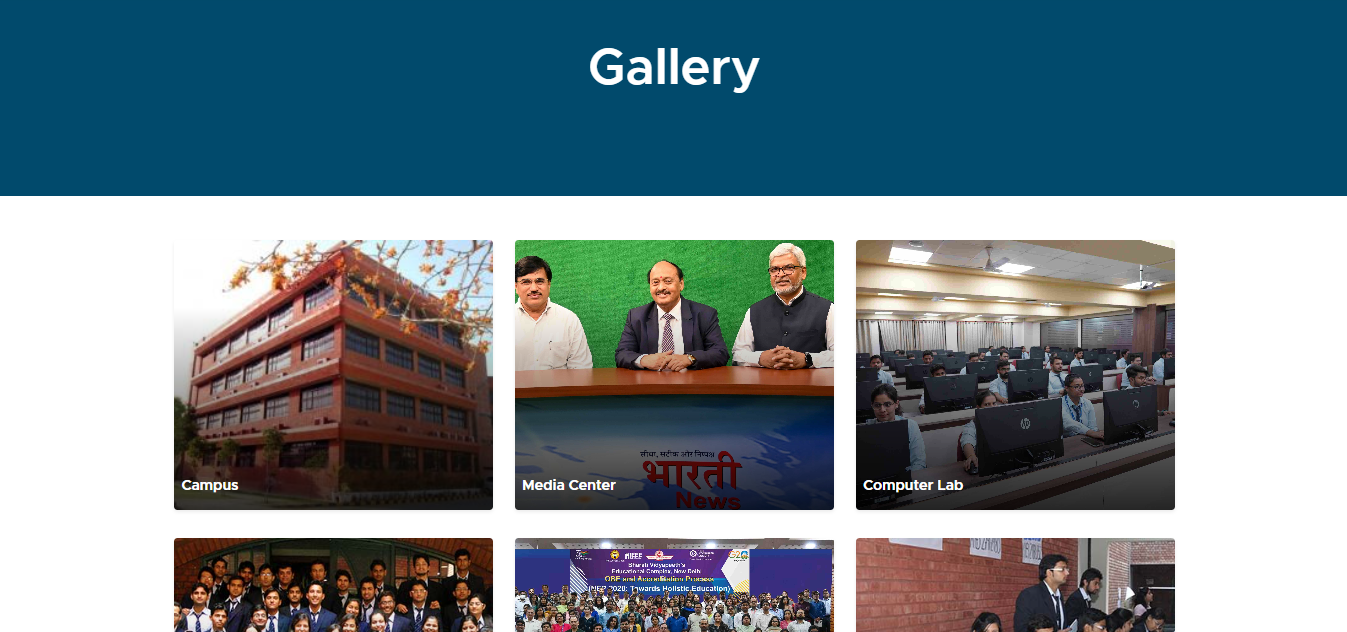 Gallery
सीधा, सटीक और निष्पक्ष
भारती
News
Campus
Media Center
Computer Lab
Bharati Vidyapeeth's
Educational Complex, New Delhi
OBE and Accreditation Process
(NEP 2020: Towards Holistic Education)